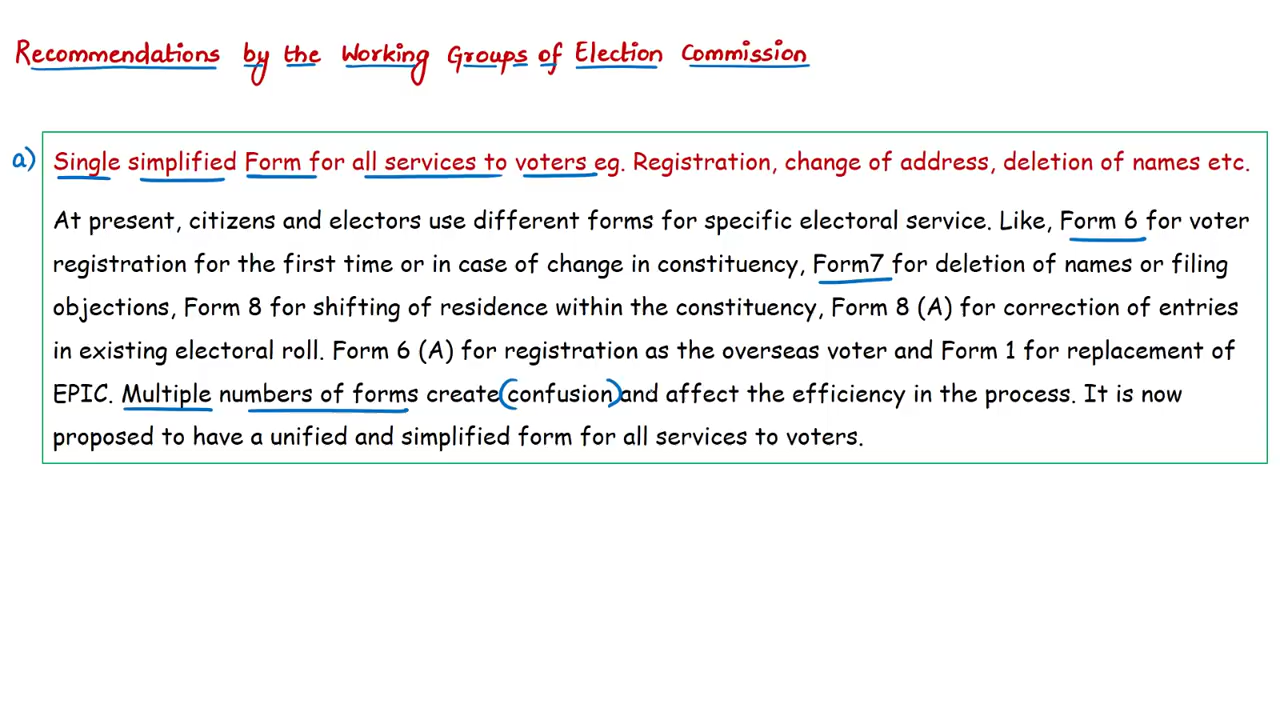 Recommendations by the Working Groups of Election Commission
a) Single simplified Form for all services to voters eg. Registration, change of address, deletion of names etc.
At present, citizens and electors use different forms for specific electoral service. Like, Form 6 for voter
registration for the first time or in case of change in constituency, Form7 for deletion of names or filing
objections, Form 8 for shifting of residence within the constituency, Form 8 (A) for correction of entries
in existing electoral roll. Form 6 (A) for registration as the overseas voter and Form 1 for replacement of
EPIC. Multiple numbers of forms create (confusion) and affect the efficiency in the process. It is now
proposed to have a unified and simplified form for all services to voters.